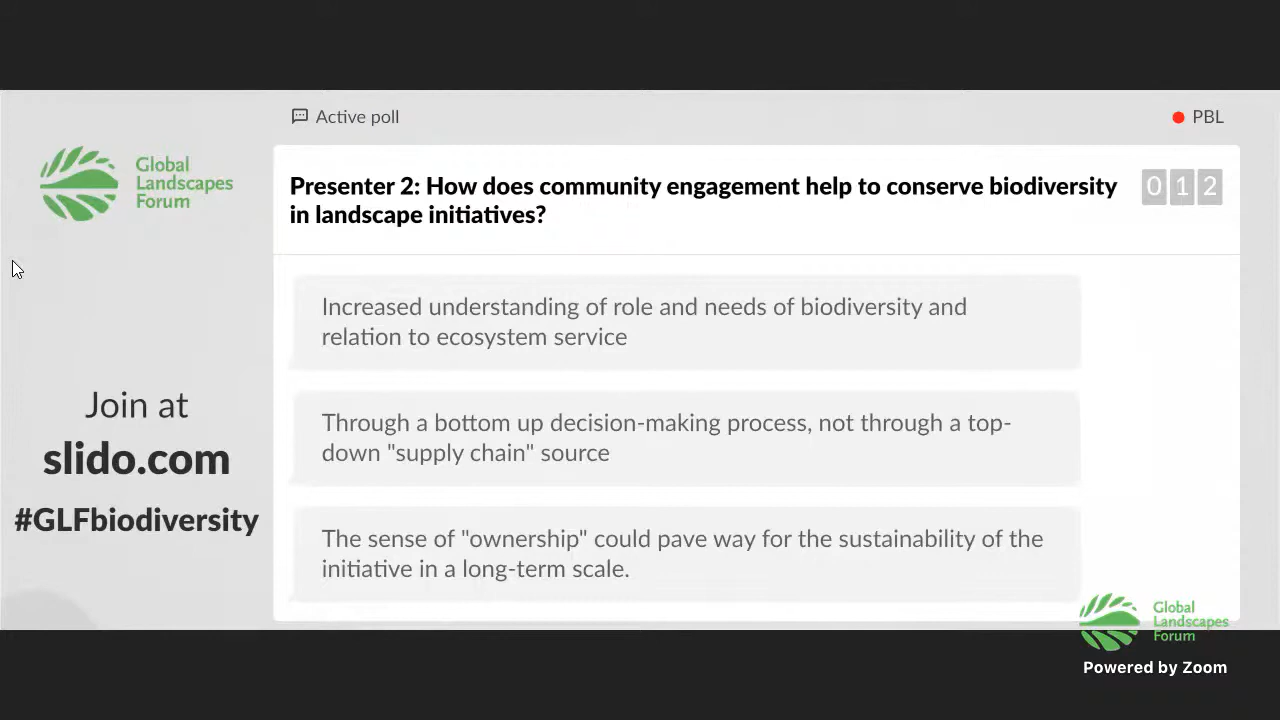 Active poll
PBL
Global
Landscapes
Forum
Presenter 2: How does community engagement help to conserve biodiversity
in landscape initiatives?
0 1 2
Increased understanding of role and needs of biodiversity and
relation to ecosystem service
Through a bottom up decision-making process, not through a top-
down "supply chain" source
The sense of "ownership" could pave way for the sustainability of the
initiative in a long-term scale.
Join at
slido.com
#GLFbiodiversity
Global
Landscapes
Forum
Powered by Zoom